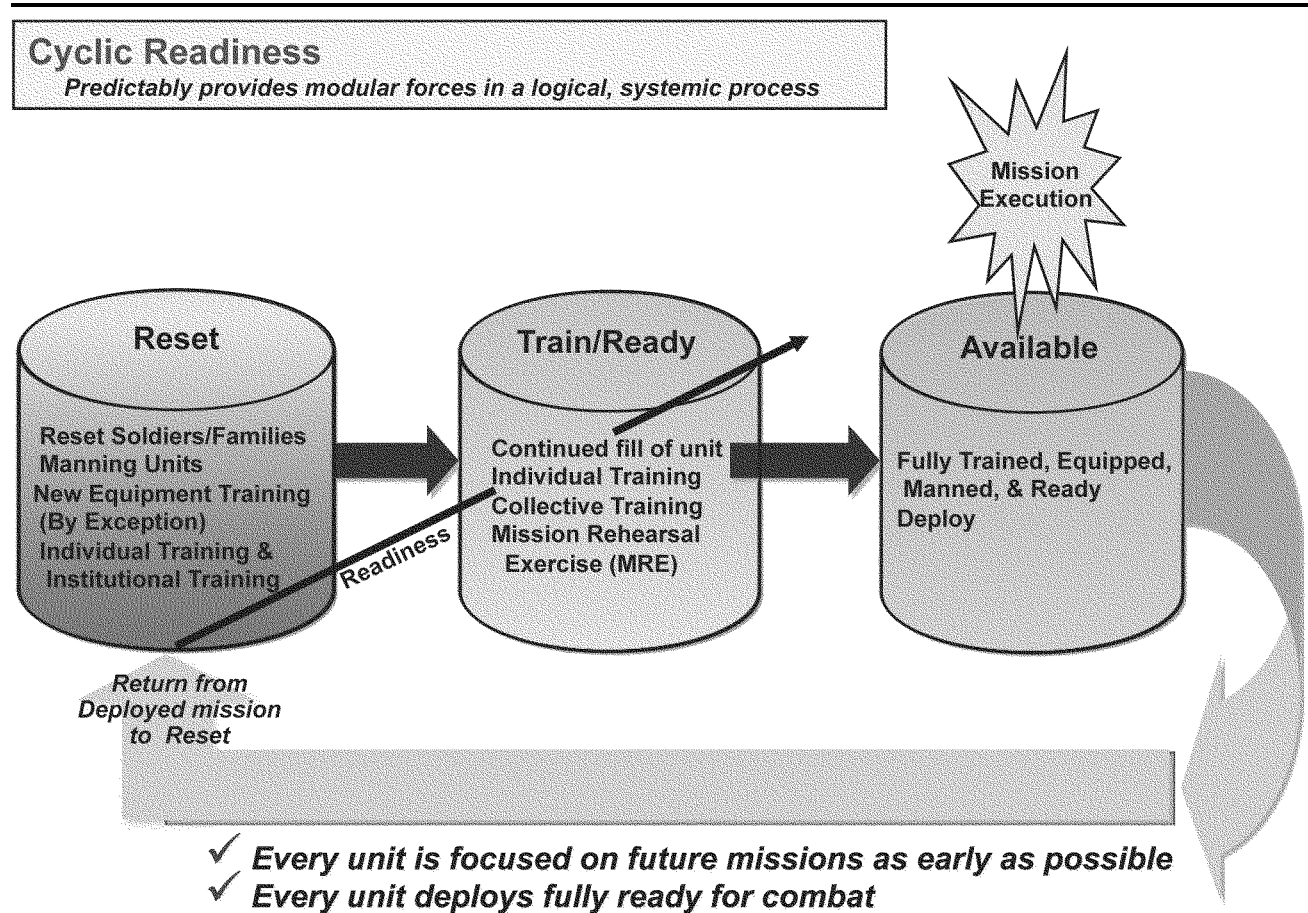 Cyclic Readiness
Predictably provides modular forces in a logical, systemic process
Mission
Execution
Reset
Reset Soldiers/Families
Manning Units
New Equipment Training
(By Exception)
Individual Training &
Institutional Training
Readiness
Train/Ready
Continued fill of unit
Individual Training
Collective Training
Mission Rehearsal
Exercise (MRE)
Available
Fully Trained, Equipped,
Manned, & Ready
Deploy
Return from
Deployed mission
to Reset
✓ Every unit is focused on future missions as early as possible
✓ Every unit deploys fully ready for combat